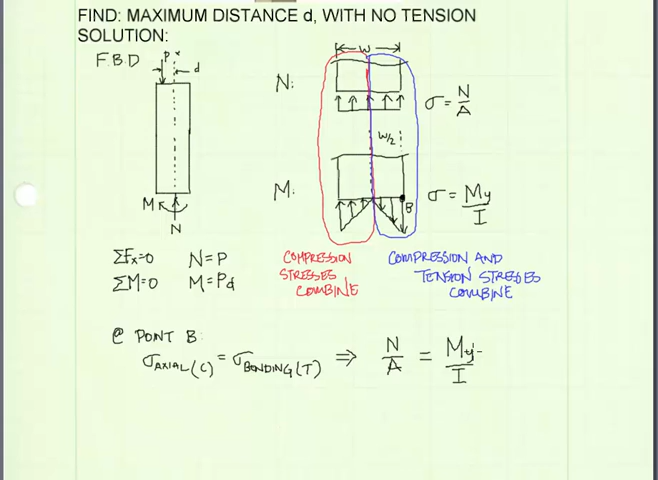 FIND: MAXIMUM DISTANCE d, WITH NO TENSION
SOLUTION:
F.B.D
P x
d
M
N
N:
W
σ = N/A
W/2
M:
B
σ = My/I
ΣFx=0 N=P
ΣM=0 M=Pd
COMPRESSION
STRESSES
COMBINE
COMPRESSION AND
TENSION STRESSES
COMBINE
@ POINT B:
σAXIAL(C) = σBONDING(T) ⇒ N/A = My/I